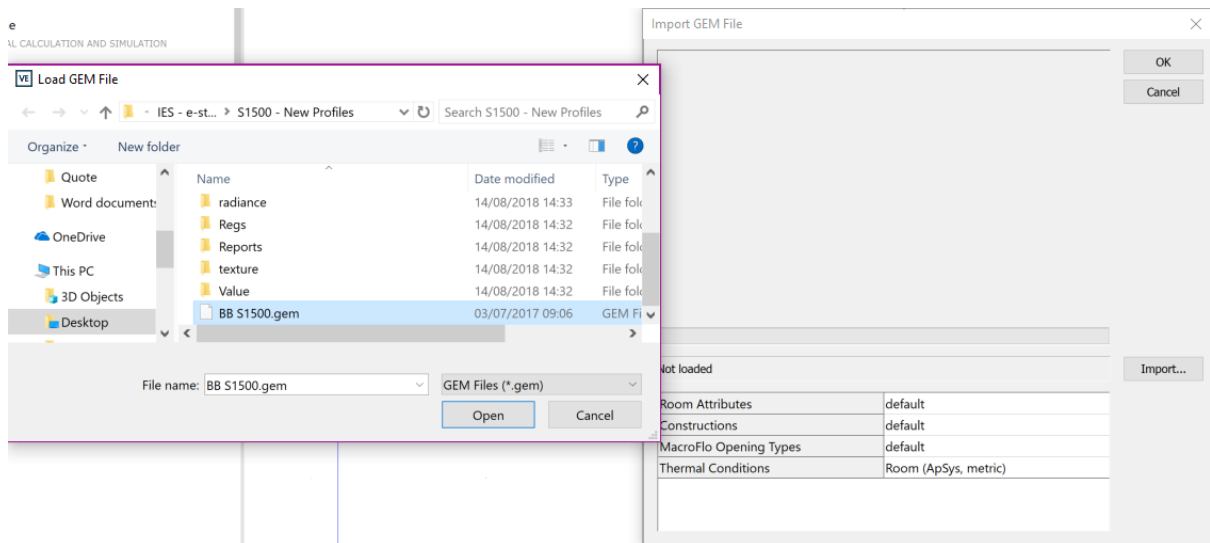 e
AL CALCULATION AND SIMULATION
VE Load GEM File
IES - e-st... > S1500 - New Profiles
Search S1500 - New Profiles
Organize
New folder
?
Quote
Word documents
OneDrive
This PC
3D Objects
Desktop
Name Date modified Type
radiance 14/08/2018 14:33 File fold
Regs 14/08/2018 14:32 File fold
Reports 14/08/2018 14:32 File fold
texture 14/08/2018 14:32 File fold
Value 14/08/2018 14:32 File fold
BB S1500.gem 03/07/2017 09:06 GEM Fi
File name: BB S1500.gem
GEM Files (*.gem)
Open Cancel
Import GEM File
OK
Cancel
Not loaded
Import...
Room Attributes default
Constructions default
MacroFlo Opening Types default
Thermal Conditions Room (ApSys, metric)